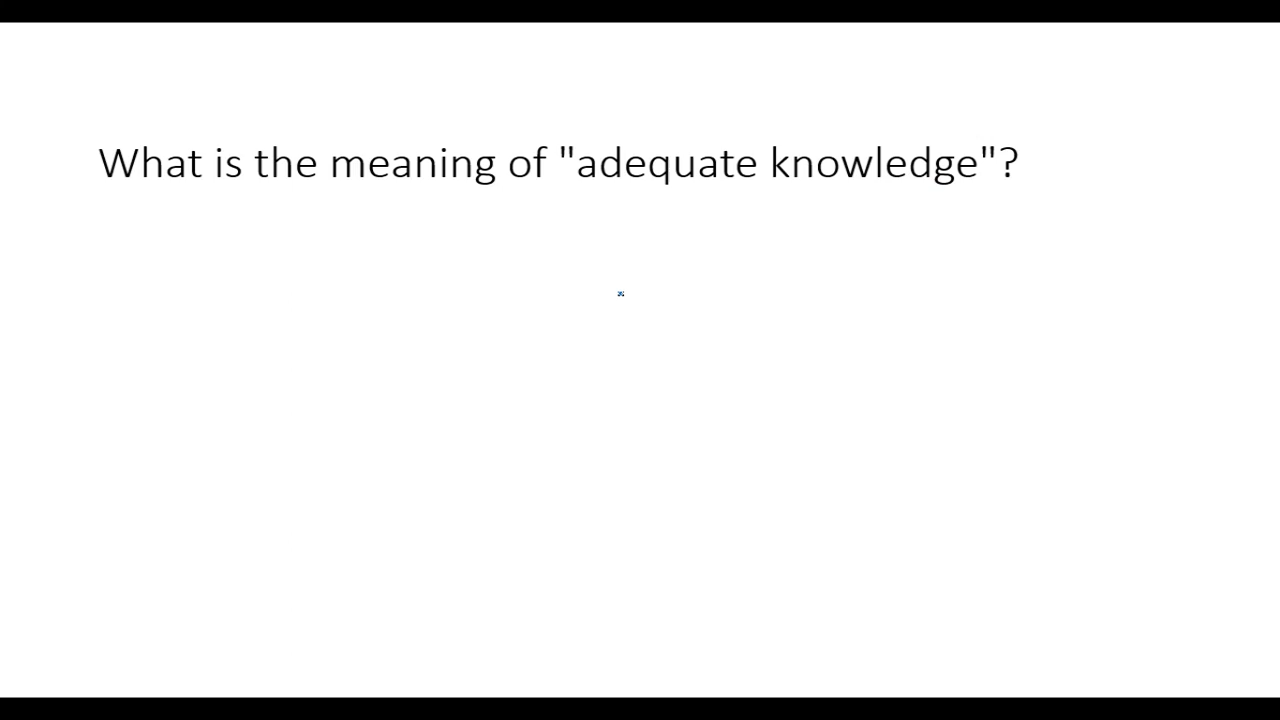 What is the meaning of "adequate knowledge"?